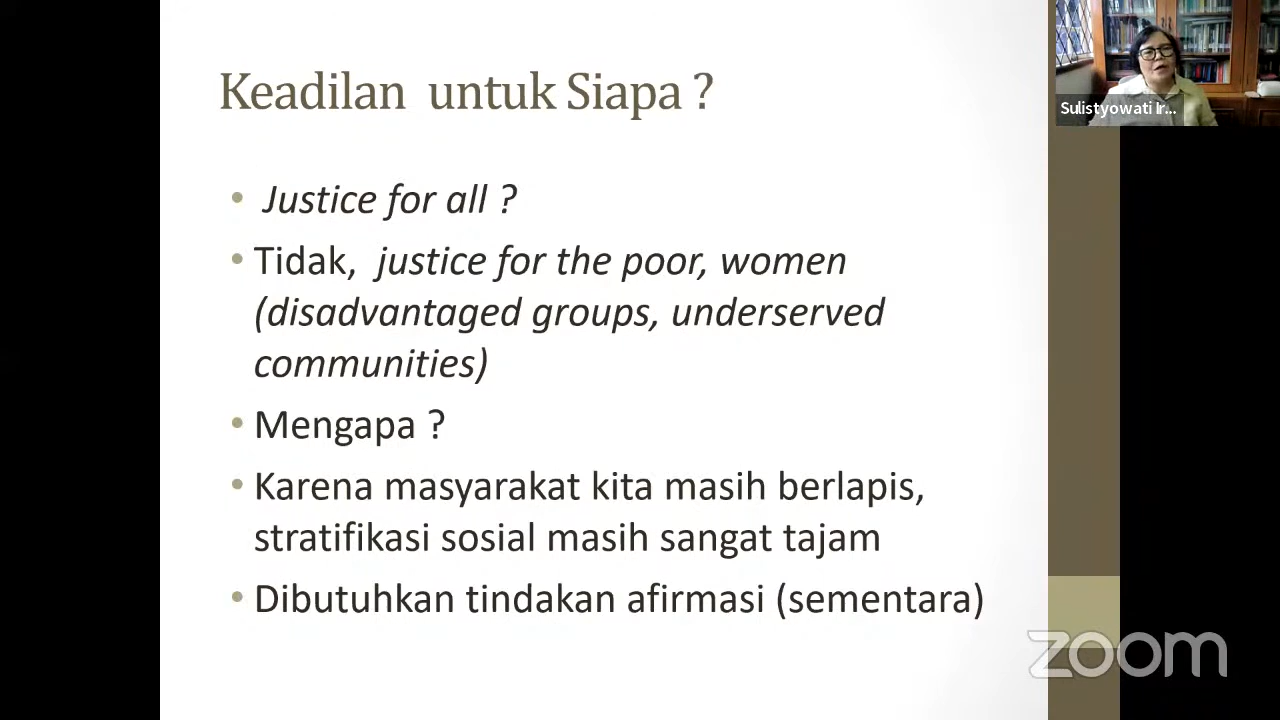 Keadilan untuk Siapa ?
Sulistyowati Ir...
• Justice for all ?
• Tidak, justice for the poor, women
(disadvantaged groups, underserved
communities)
• Mengapa ?
• Karena masyarakat kita masih berlapis,
stratifikasi sosial masih sangat tajam
• Dibutuhkan tindakan afirmasi (sementara)
zoom